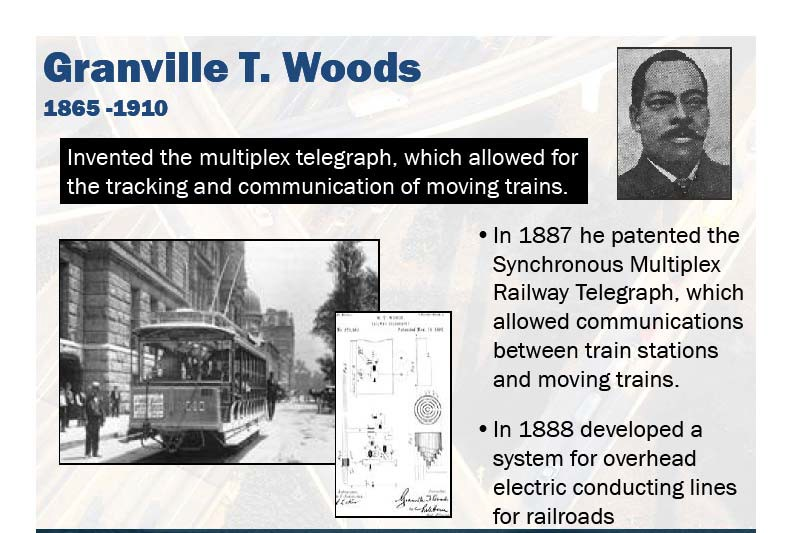 Granville T. Woods
1865 -1910
Invented the multiplex telegraph, which allowed for
the tracking and communication of moving trains.
• In 1887 he patented the
Synchronous Multiplex
Railway Telegraph, which
allowed communications
between train stations
and moving trains.
• In 1888 developed a
system for overhead
electric conducting lines
for railroads